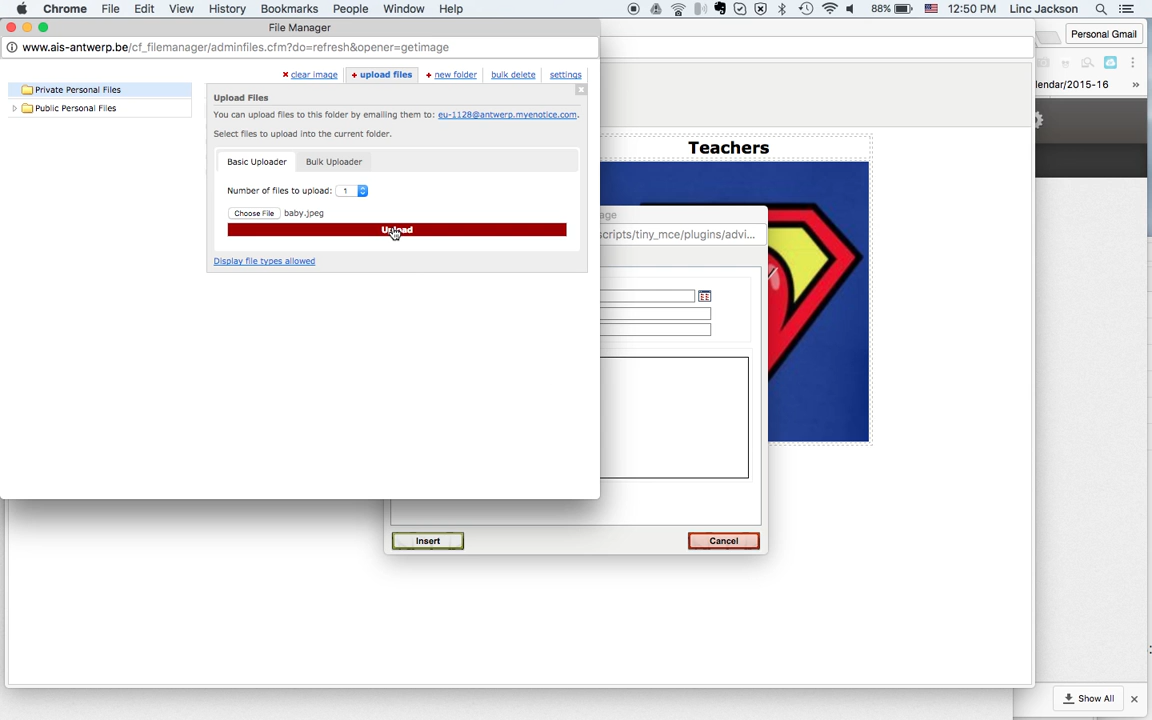 Chrome File Edit View History Bookmarks People Window Help 88% 12:50 PM Linc Jackson
File Manager
Personal Gmail
www.ais-antwerp.be/cf_filemanager/adminfiles.cfm?do=refresh&opener=getimage
clear image + upload files + new folder bulk delete settings
lendar/2015-16 »
Private Personal Files
Public Personal Files
Upload Files
You can upload files to this folder by emailing them to: eu-1128@antwerp.myenotice.com.
Select files to upload into the current folder.
Basic Uploader Bulk Uploader
Number of files to upload: 1
Choose File baby.jpeg
Upload
Display file types allowed
Teachers
age
scripts/tiny_mce/plugins/advi...
Insert Cancel
Show All